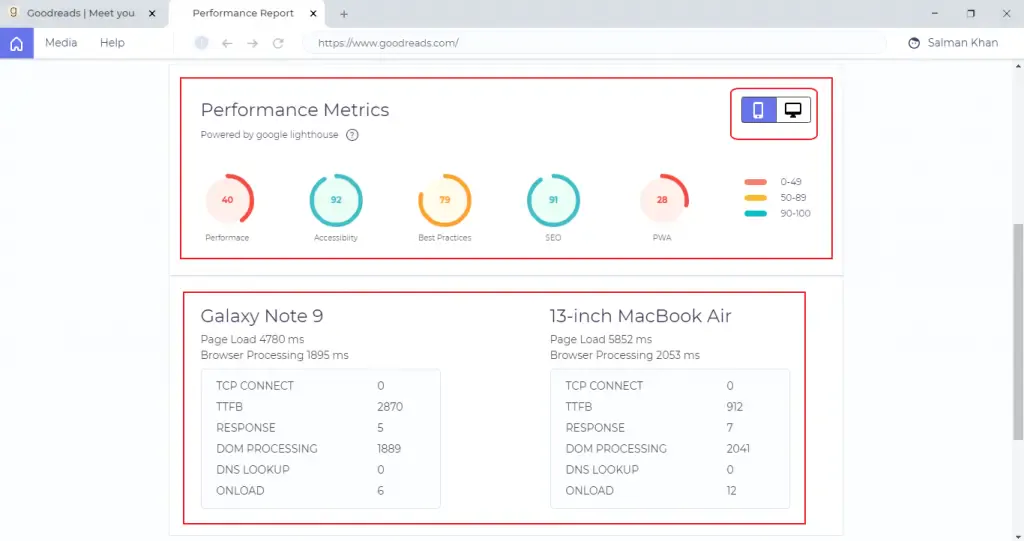 Goodreads | Meet you
Performance Report
Media
Help
https://www.goodreads.com/
Salman Khan
Performance Metrics
Powered by google lighthouse ?
40
92
79
91
28
Performace
Accessibiirty
Best Practices
SEO
PWA
0-49
50-89
90-100
Galaxy Note 9
Page Load 4780 ms
Browser Processing 1895 ms
TCP CONNECT 0
TTFB 2870
RESPONSE 5
DOM PROCESSING 1889
DNS LOOKUP 0
ONLOAD 6
13-inch MacBook Air
Page Load 5852 ms
Browser Processing 2053 ms
TCP CONNECT 0
TTFB 912
RESPONSE 7
DOM PROCESSING 2041
DNS LOOKUP 0
ONLOAD 12